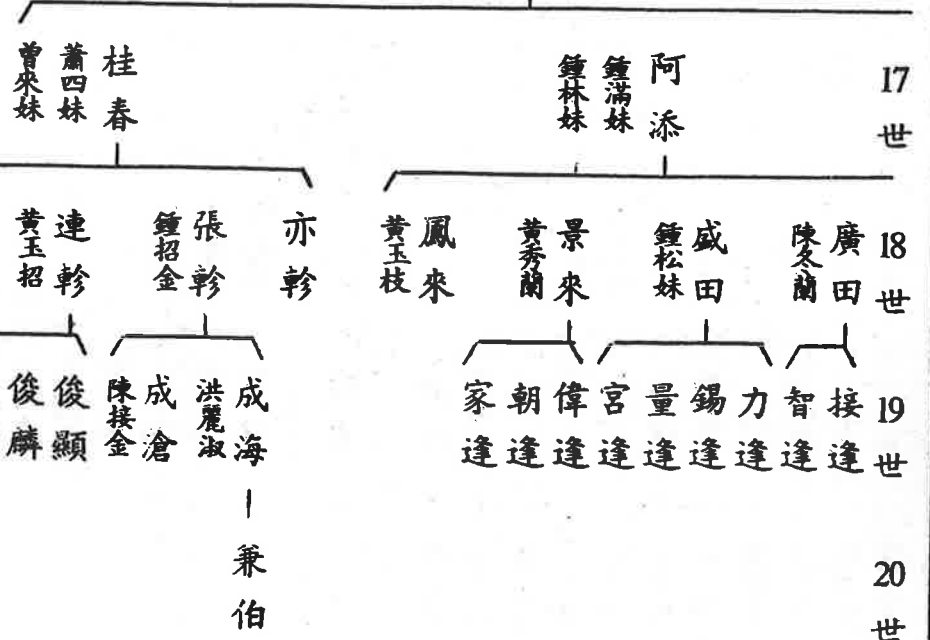 17世
阿添
鍾滿妹
鍾林妹
桂春
蕭四妹
曾來妹
18世
廣田
陳冬蘭
盛田
鍾松妹
景來
黃秀蘭
鳳來
黃玉枝
亦軫
張軫
鍾招金
連軫
黃玉招
19世
接逢
智逢
力逢
錫逢
量逢
宮逢
偉逢
朝逢
家逢
成海
洪麗淑
成滄
陳接金
俊顯
俊麟
20世
兼伯